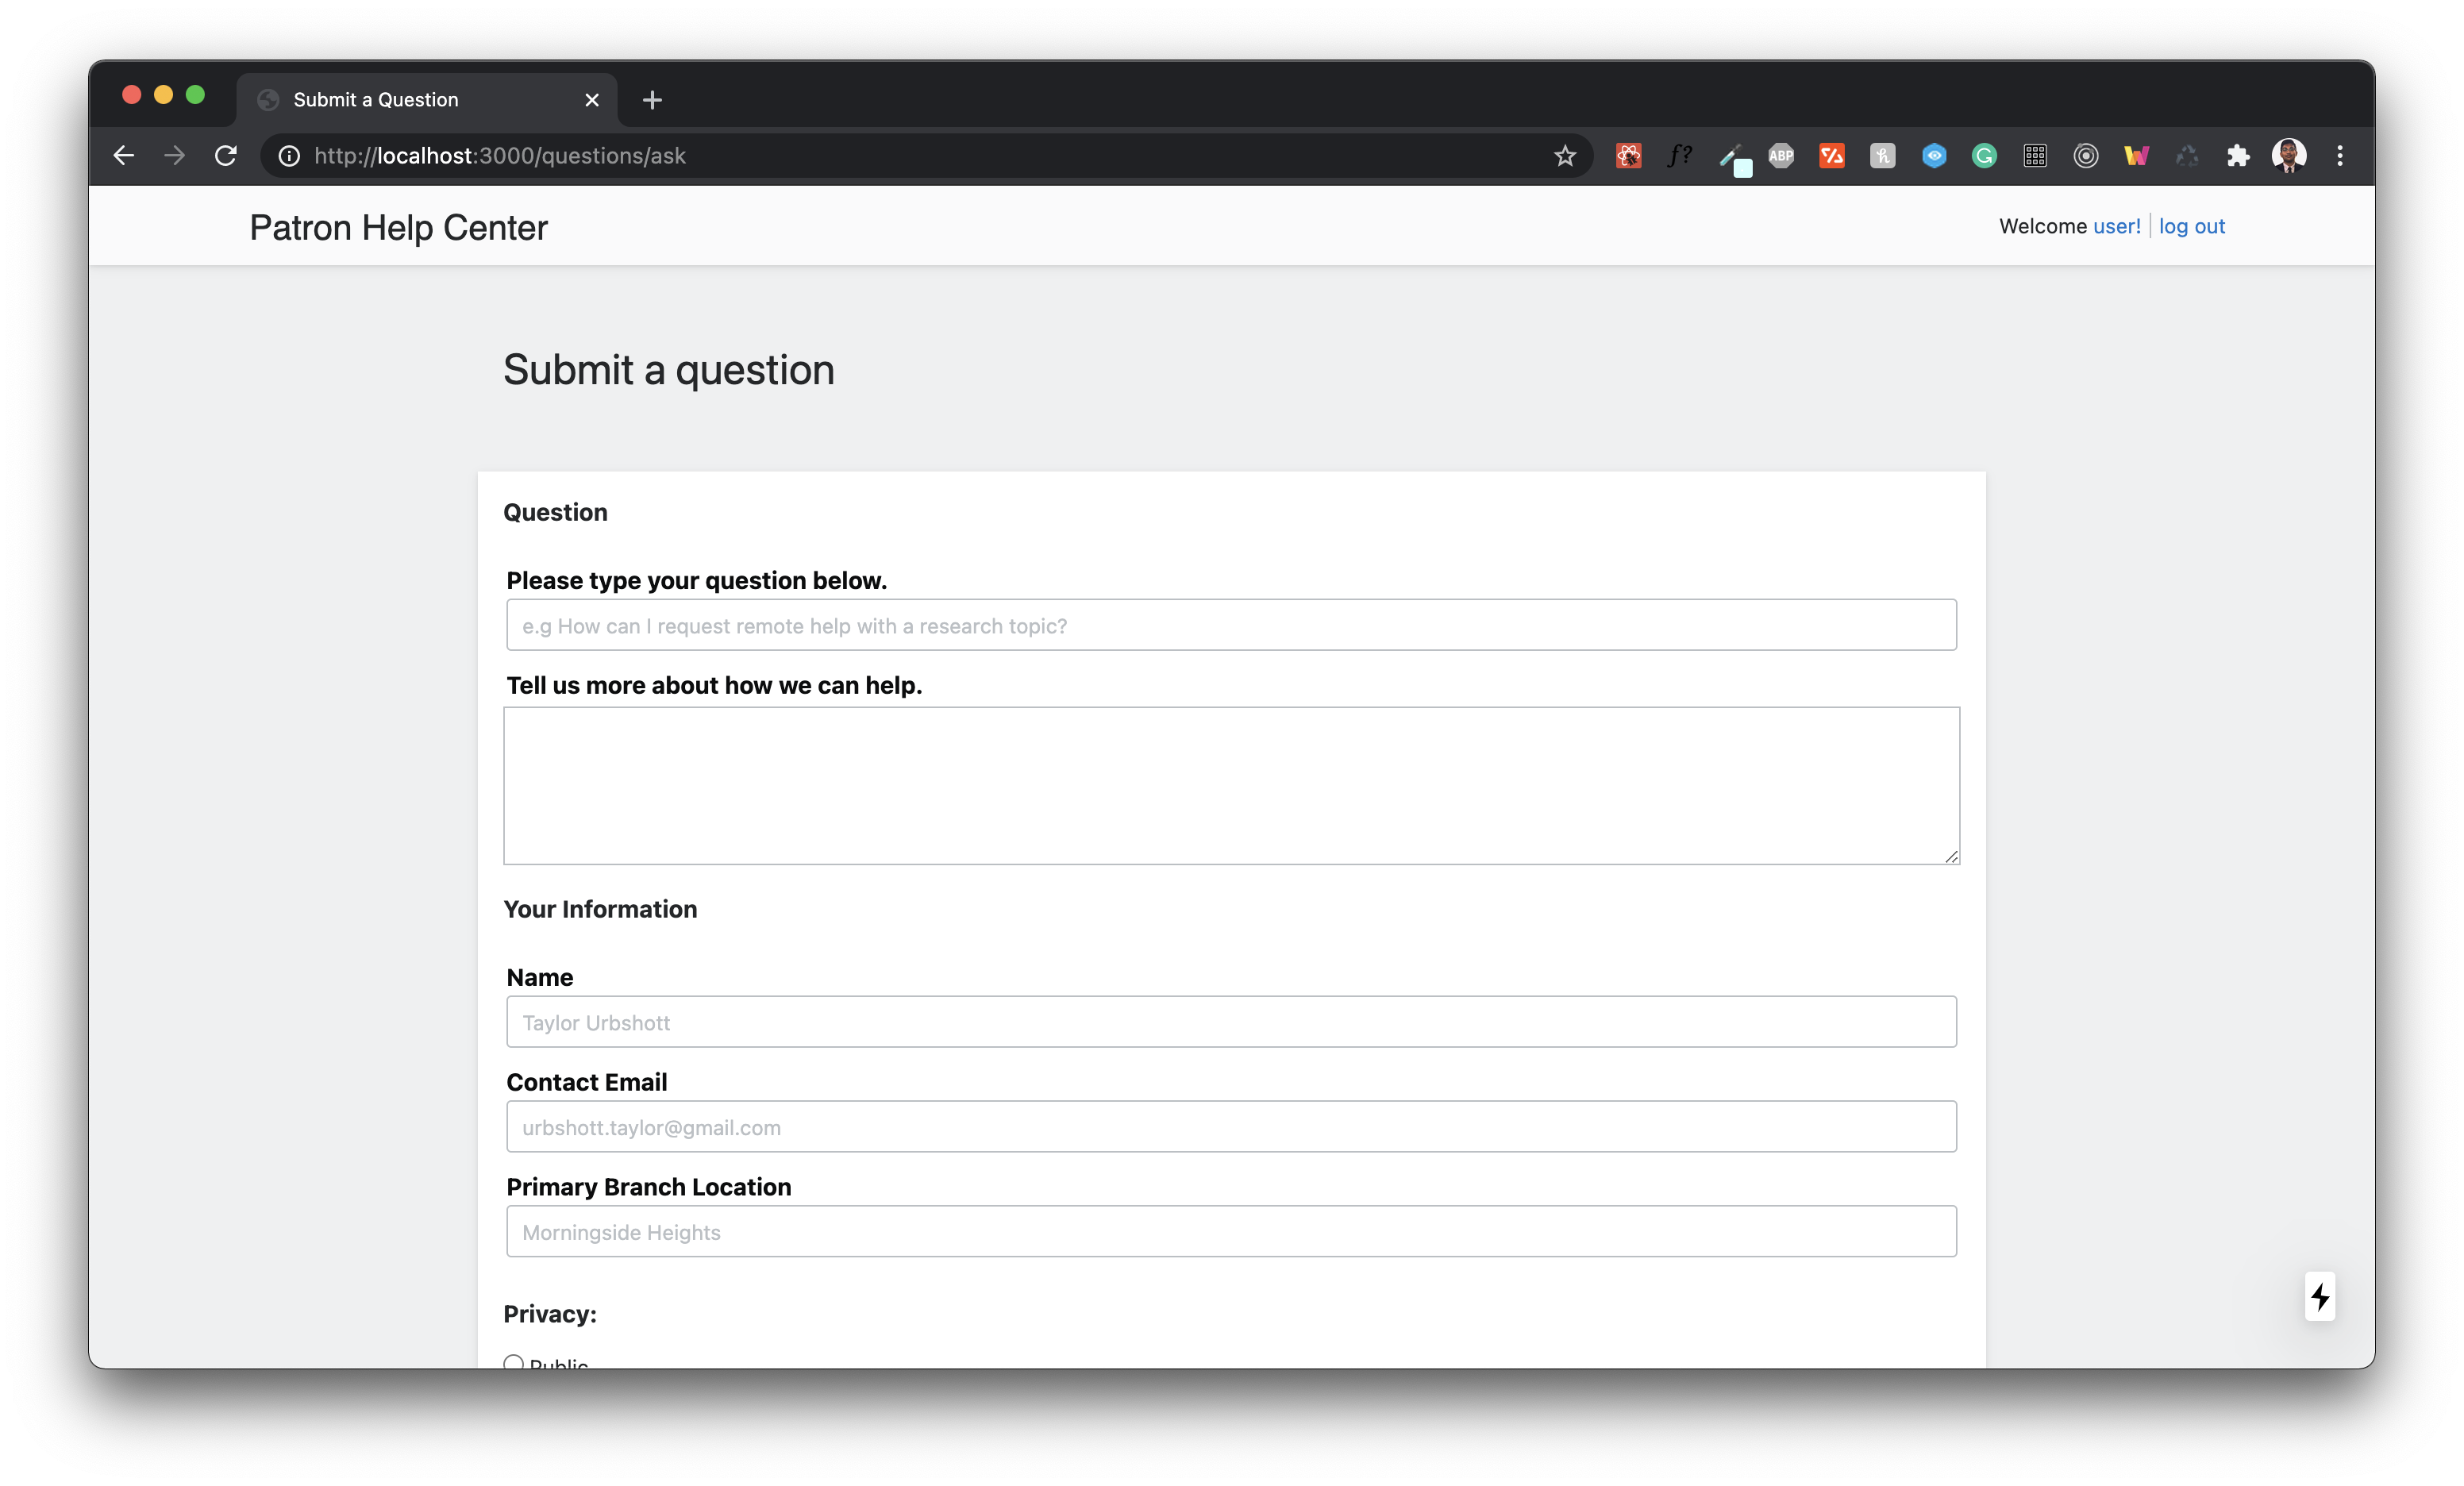 Submit a Question
http://localhost:3000/questions/ask
ABP
Patron Help Center
Welcome user! log out
Submit a question
Question
Please type your question below.
e.g How can I request remote help with a research topic?
Tell us more about how we can help.
Your Information
Name
Taylor Urbshott
Contact Email
urbshott.taylor@gmail.com
Primary Branch Location
Morningside Heights
Privacy:
Public